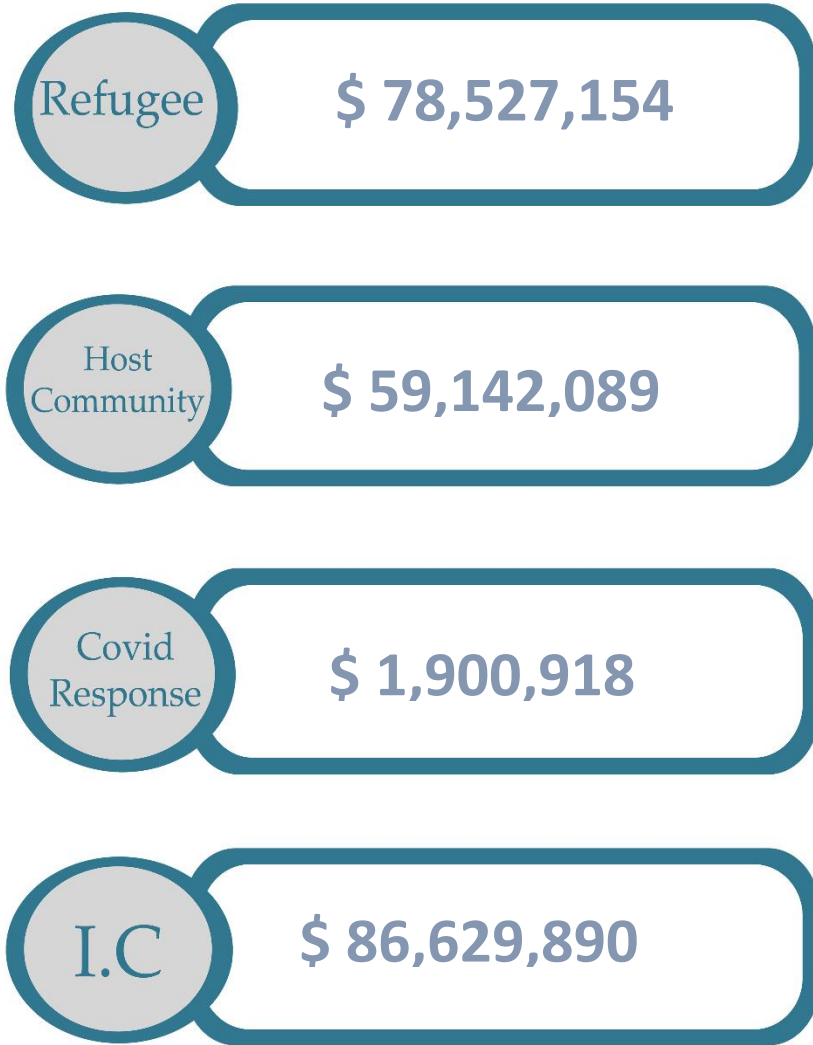 Refugee
$ 78,527,154
Host
Community
$ 59,142,089
Covid
Response
$ 1,900,918
I.C
$ 86,629,890